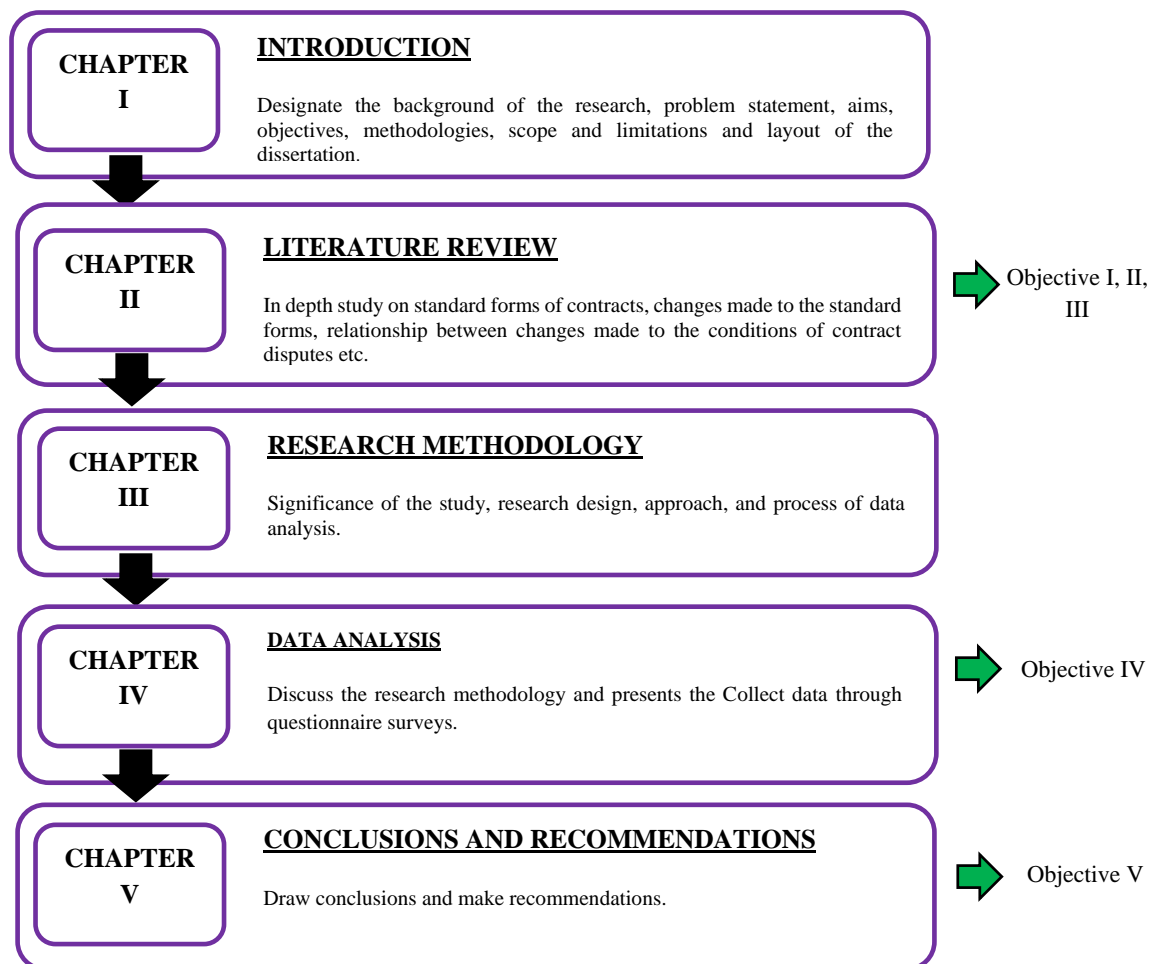 CHAPTER
I
INTRODUCTION
Designate the background of the research, problem statement, aims,
objectives, methodologies, scope and limitations and layout of the
dissertation.
CHAPTER
II
LITERATURE REVIEW
In depth study on standard forms of contracts, changes made to the standard
forms, relationship between changes made to the conditions of contract
disputes etc.
Objective I, II,
III
CHAPTER
III
RESEARCH METHODOLOGY
Significance of the study, research design, approach, and process of data
analysis.
CHAPTER
IV
DATA ANALYSIS
Discuss the research methodology and presents the Collect data through
questionnaire surveys.
Objective IV
CHAPTER
V
CONCLUSIONS AND RECOMMENDATIONS
Draw conclusions and make recommendations.
Objective V